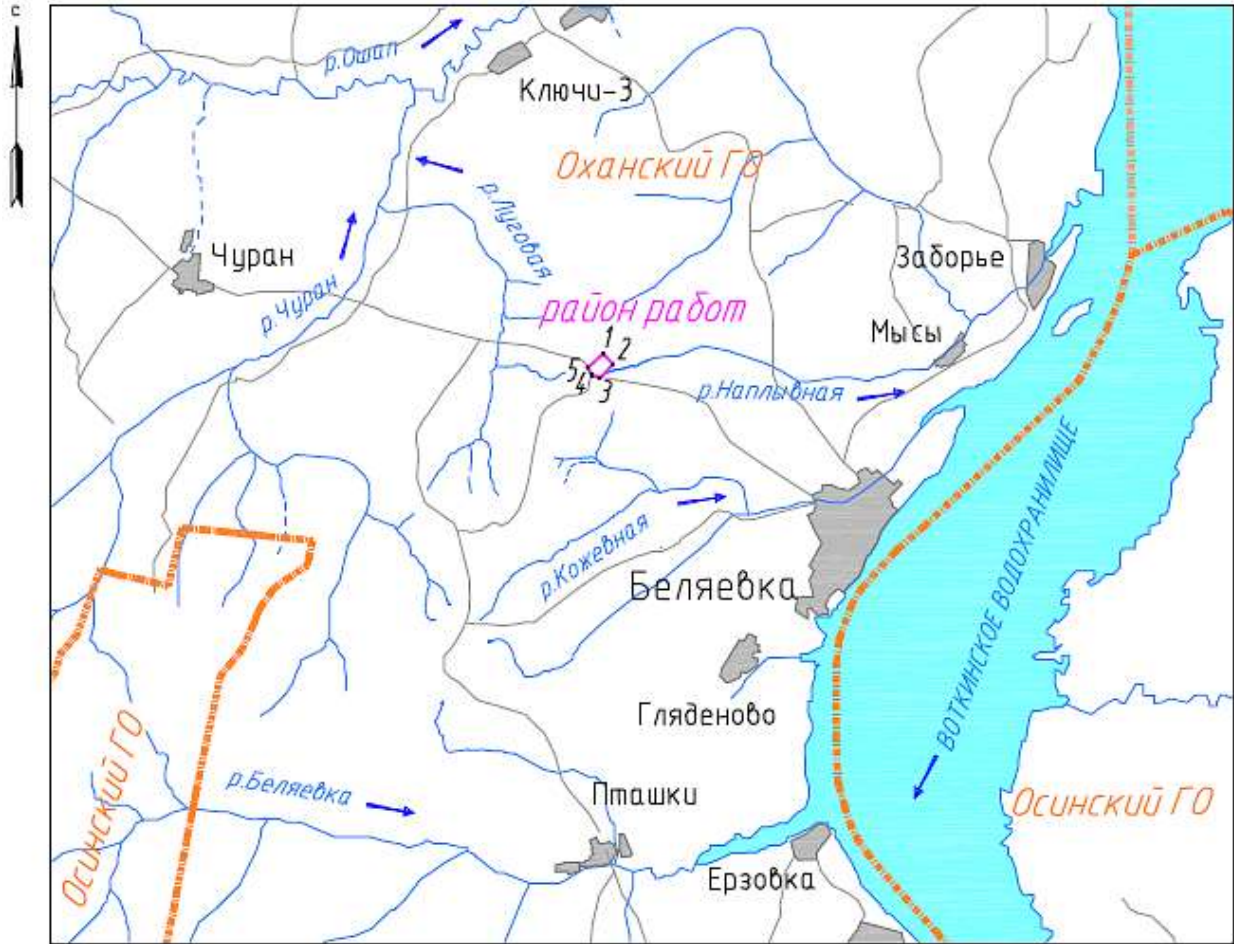 с
р.Ошап
Ключи-3
Оханский ГО
р.Луговая
Чуран
р.Чуран
Заборье
район работ
Мысы
1
2
5
4
3
р.Наплывная
ВОТКИНСКОЕ ВОДОХРАНИЛИЩЕ
р.Кожевная
Беляевка
Гляденово
Осинский ГО
р.Беляевка
Пташки
Осинский ГО
Ерзовка